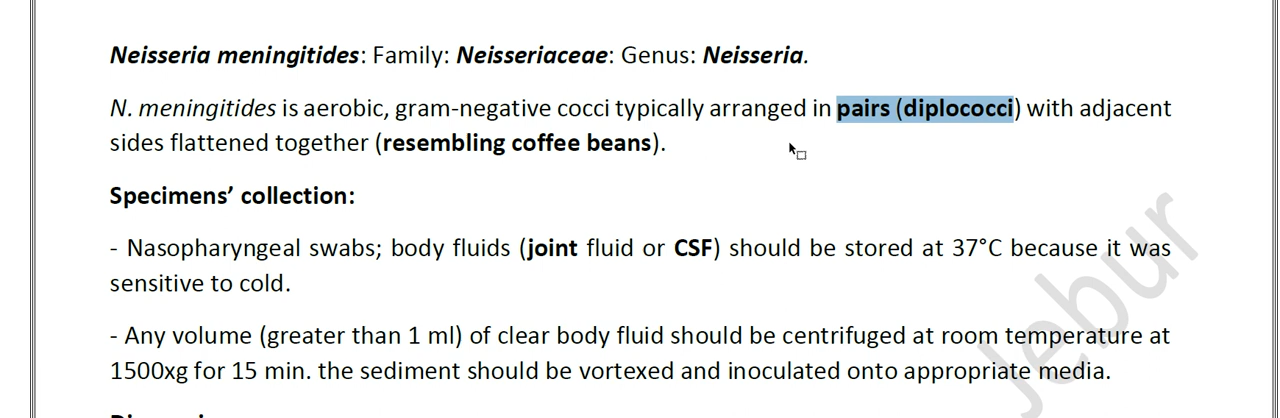 Neisseria meningitides: Family: Neisseriaceae: Genus: Neisseria.
N. meningitides is aerobic, gram-negative cocci typically arranged in pairs (diplococci) with adjacent
sides flattened together (resembling coffee beans).
Specimens’ collection:
- Nasopharyngeal swabs; body fluids (joint fluid or CSF) should be stored at 37°C because it was
sensitive to cold.
- Any volume (greater than 1 ml) of clear body fluid should be centrifuged at room temperature at
1500xg for 15 min. the sediment should be vortexed and inoculated onto appropriate media.
Jebur